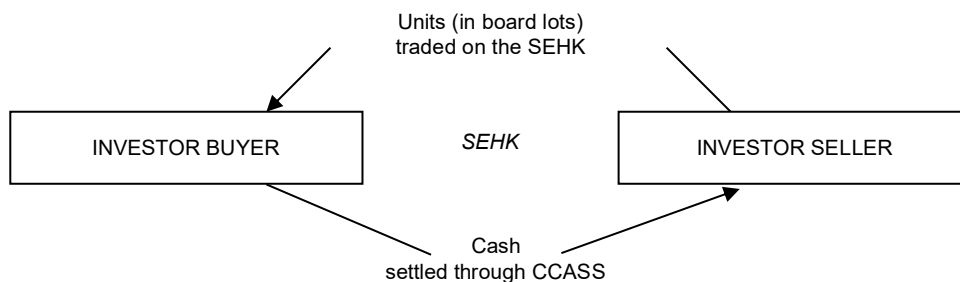 Units (in board lots)
traded on the SEHK
INVESTOR BUYER
SEHK
INVESTOR SELLER
Cash
settled through CCASS